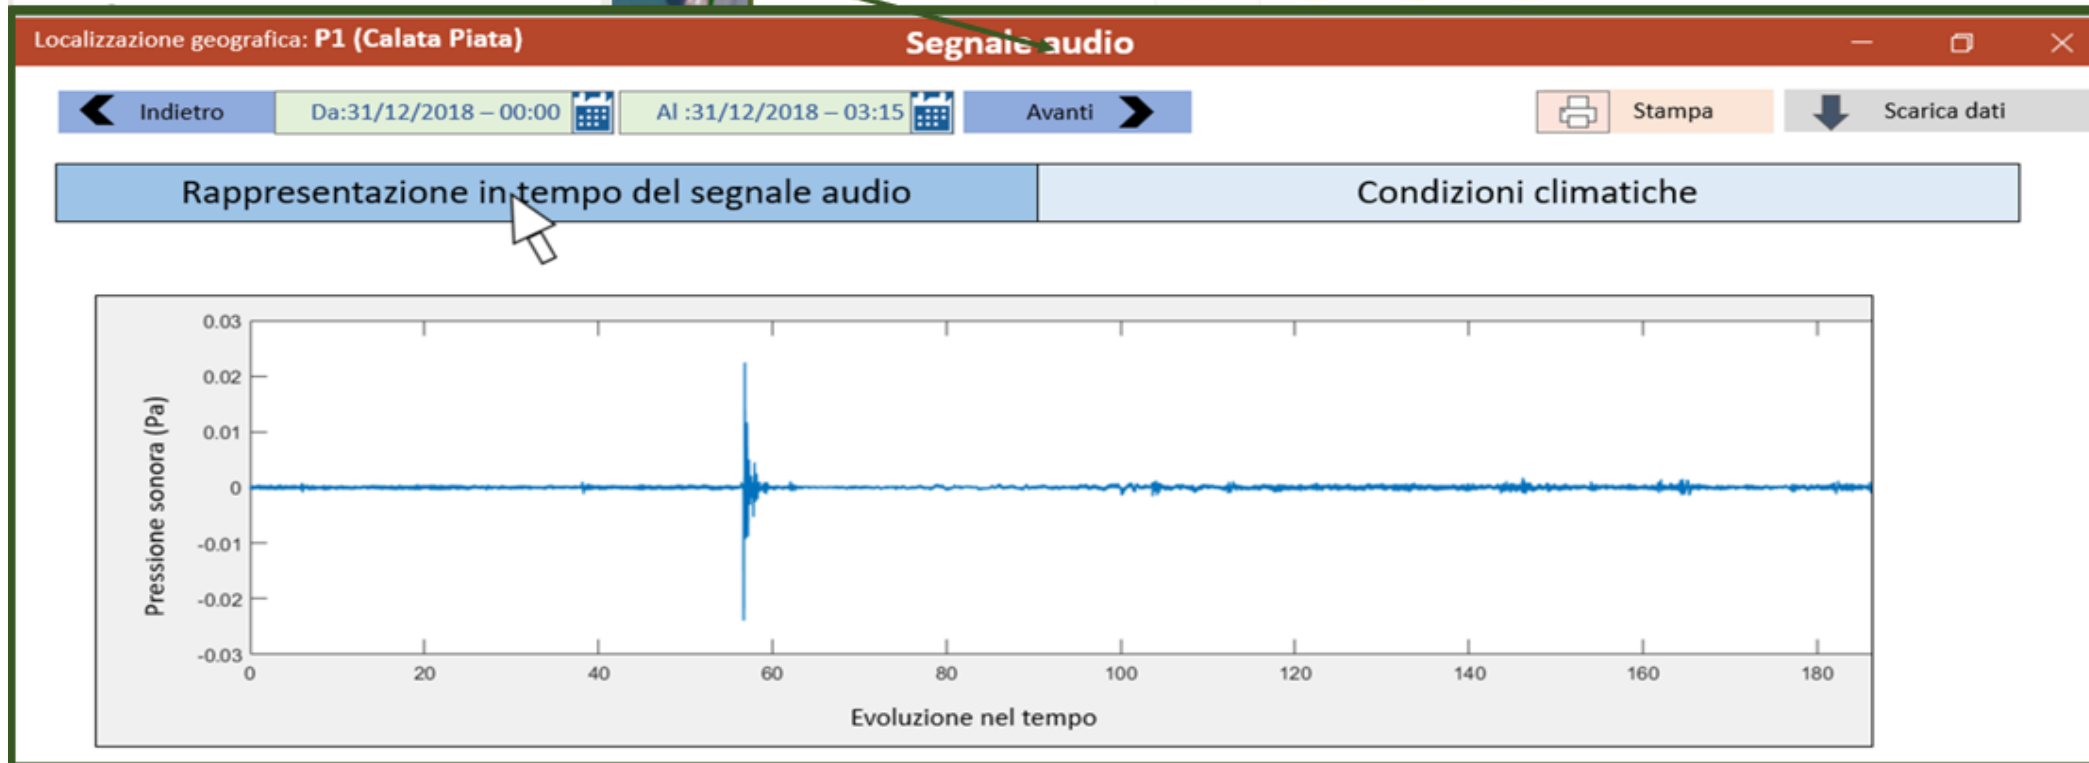 Localizzazione geografica: P1 (Calata Piata)
Segnale audio
Indietro
Da:31/12/2018 – 00:00
Al :31/12/2018 – 03:15
Avanti
Stampa
Scarica dati
Rappresentazione in tempo del segnale audio
Condizioni climatiche
Pressione sonora (Pa)
0.03
0.02
0.01
0
-0.01
-0.02
-0.03
0 20 40 60 80 100 120 140 160 180
Evoluzione nel tempo